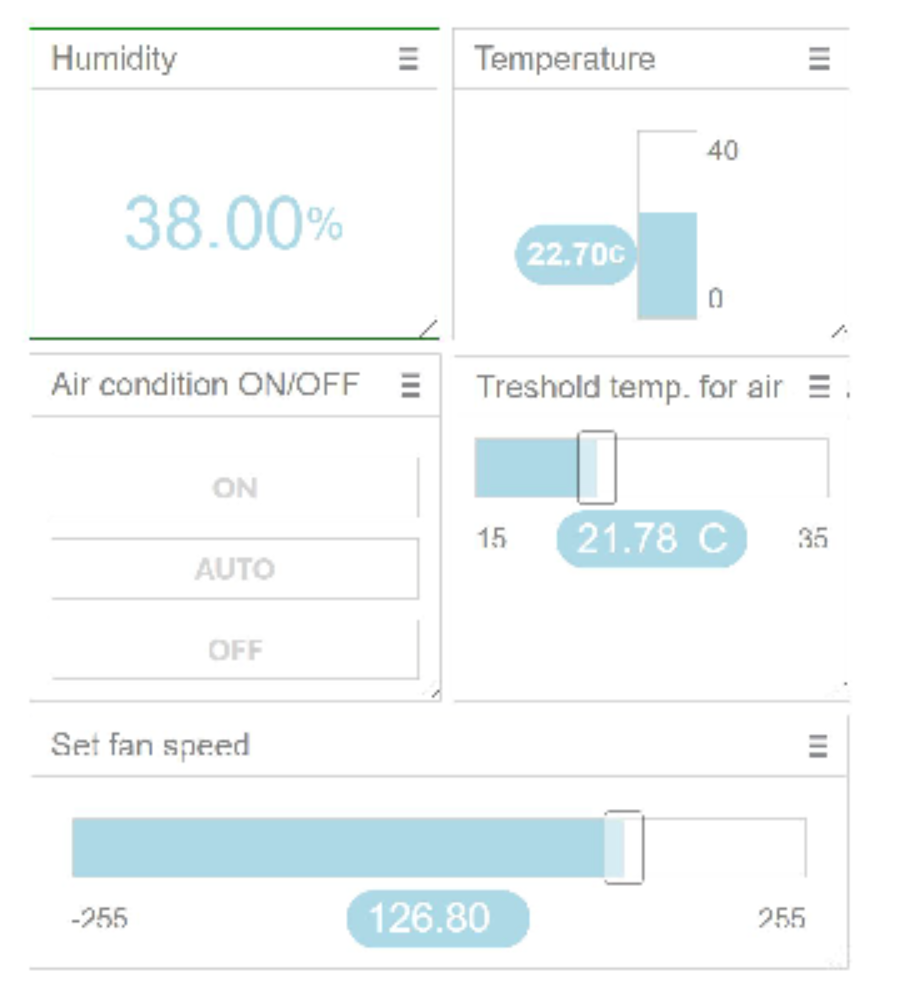 Humidity
38.00%
Temperature
40
22.70C
0
Air condition ON/OFF
ON
AUTO
OFF
Treshold temp. for air
15
21.78 C
35
Set fan speed
-255
126.80
255